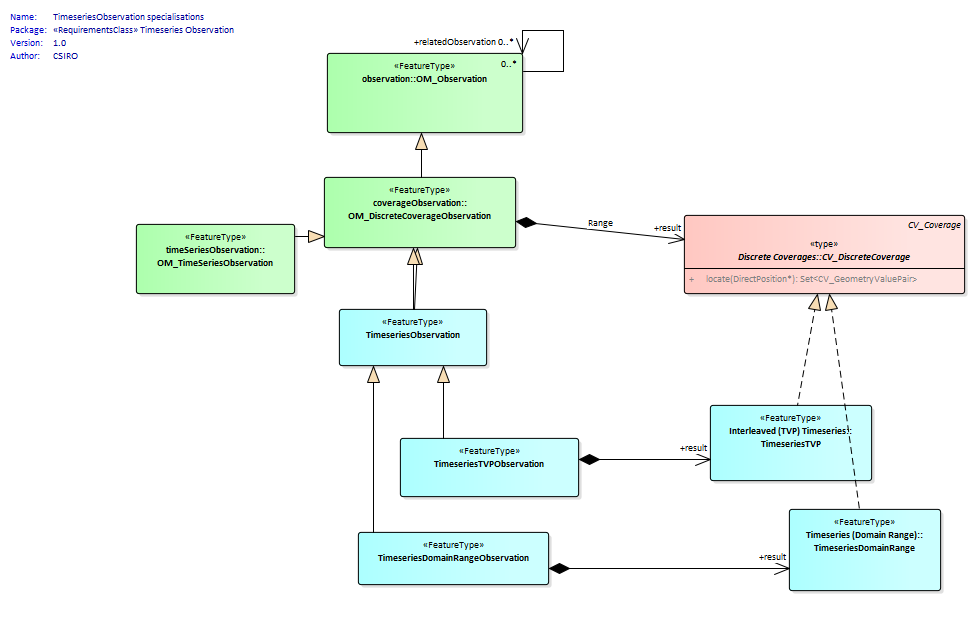 Name: TimeseriesObservation specialisations
Package: «RequirementsClass» Timeseries Observation
Version: 1.0
Author: CSIRO
+relatedObservation 0..*
0..*
«FeatureType»
observation::OM_Observation
«FeatureType»
coverageObservation::
OM_DiscreteCoverageObservation
Range
+result
CV_Coverage
«type»
Discrete Coverages::CV_DiscreteCoverage
+ locate(DirectPosition*): Set<CV_GeometryValuePair>
«FeatureType»
timeSeriesObservation::
OM_TimeSeriesObservation
«FeatureType»
TimeseriesObservation
«FeatureType»
Interleaved (TVP) Timeseries::
TimeseriesTVP
«FeatureType»
TimeseriesTVPObservation
+result
«FeatureType»
Timeseries (Domain Range)::
TimeseriesDomainRange
«FeatureType»
TimeseriesDomainRangeObservation
+result